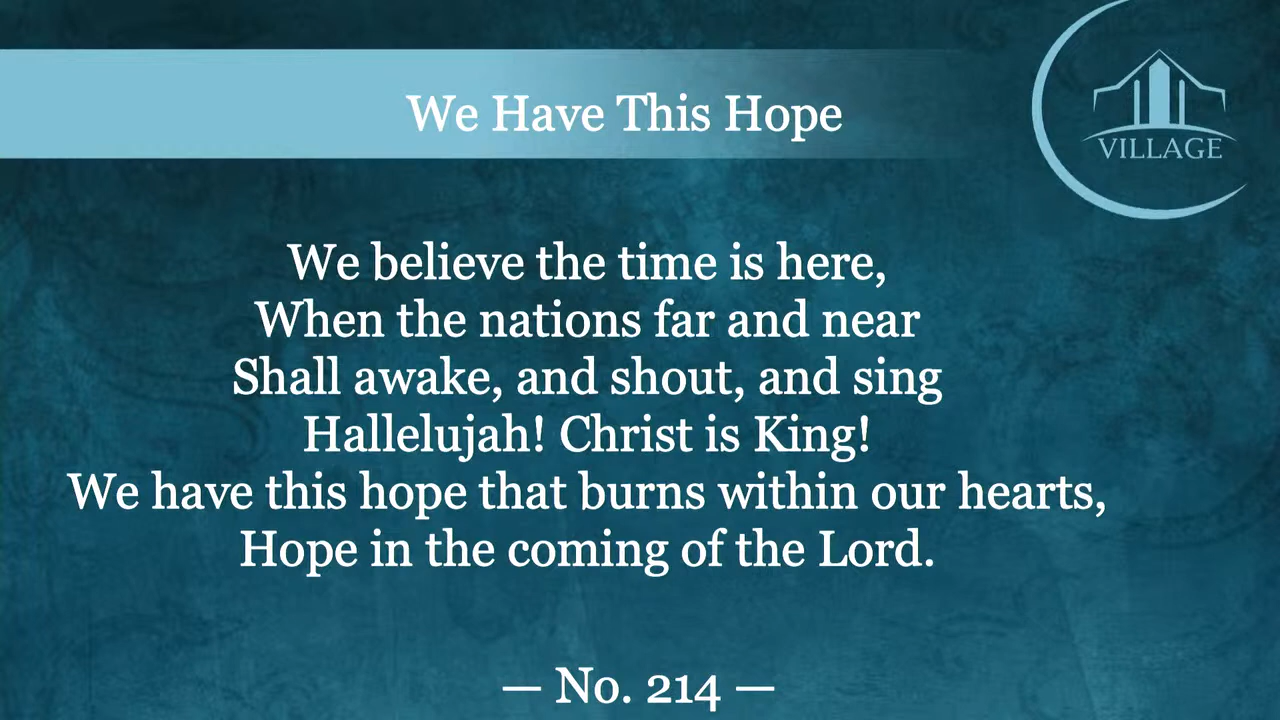 We Have This Hope
VILLAGE
We believe the time is here,
When the nations far and near
Shall awake, and shout, and sing
Hallelujah! Christ is King!
We have this hope that burns within our hearts,
Hope in the coming of the Lord.
— No. 214 —